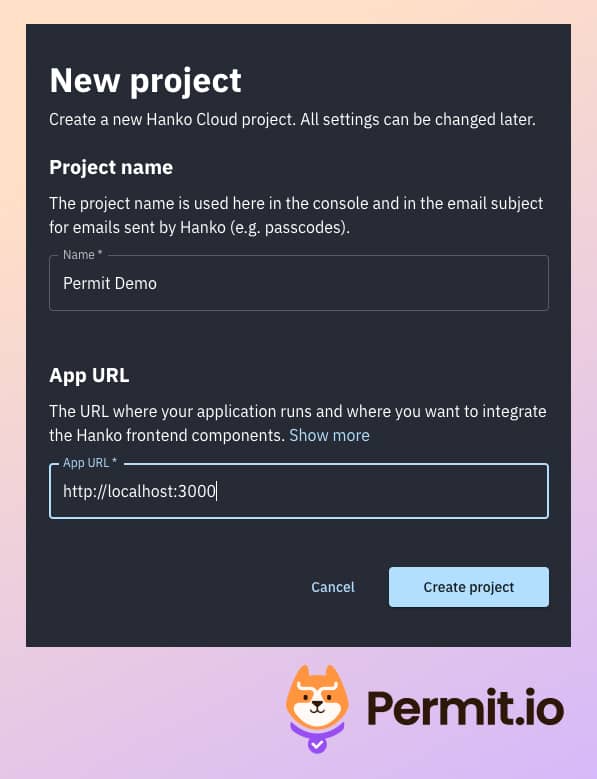 New project
Create a new Hanko Cloud project. All settings can be changed later.
Project name
The project name is used here in the console and in the email subject
for emails sent by Hanko (e.g. passcodes).
Name *
Permit Demo
App URL
The URL where your application runs and where you want to integrate
the Hanko frontend components. Show more
App URL *
http://localhost:3000
Cancel
Create project
Permit.io